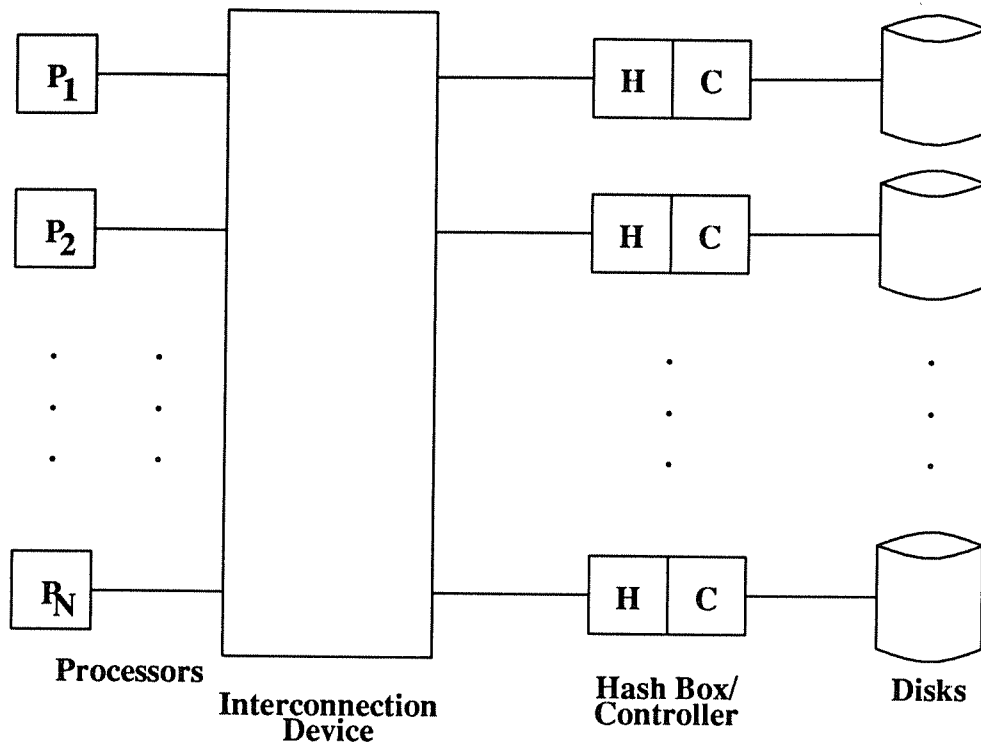 P1
H C
P2
H C
PN
H C
Processors
Interconnection
Device
Hash Box/
Controller
Disks